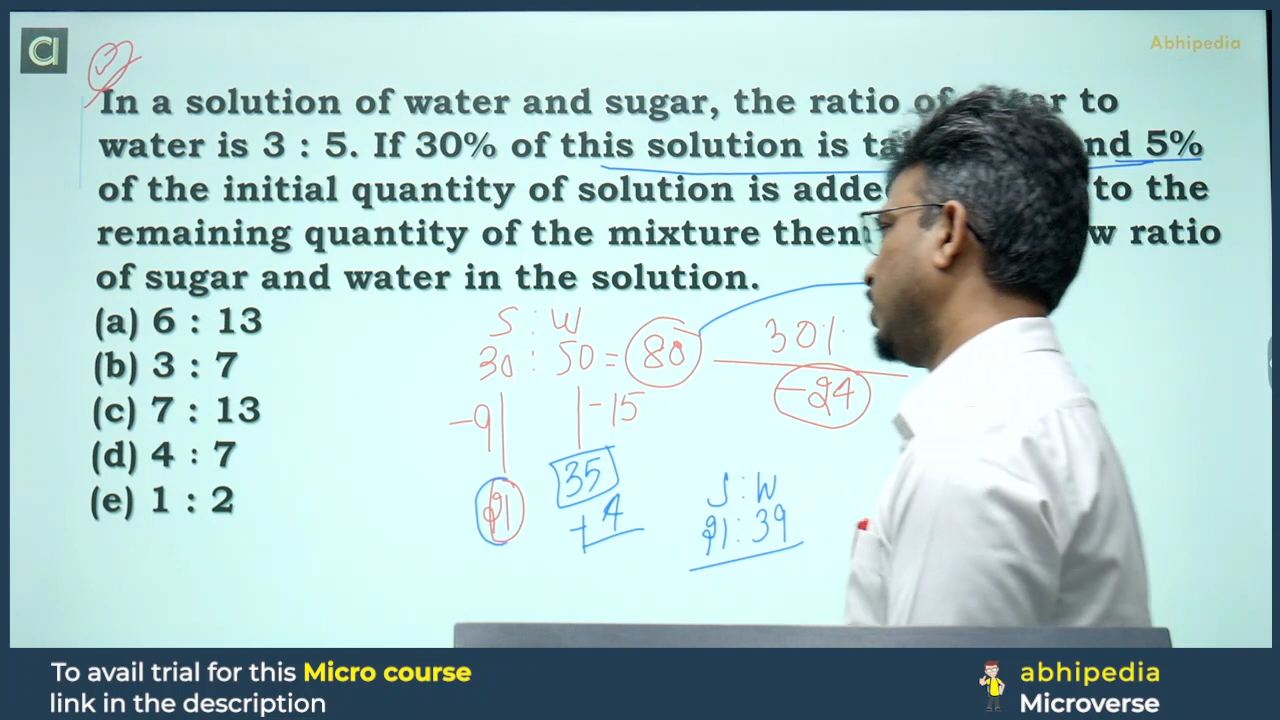 Abhipedia
In a solution of water and sugar, the ratio of to
water is 3 : 5. If 30% of this solution is 5%
of the initial quantity of solution is to the
remaining quantity of the mixture then ratio
of sugar and water in the solution.
(a) 6 : 13
(b) 3 : 7
(c) 7 : 13
(d) 4 : 7
(e) 1 : 2
S : W
30 : 50 = 80
30%
-24
-9
-15
21
35
+ 4
S : W
21 : 39
To avail trial for this Micro course
link in the description
abhipedia
Microverse